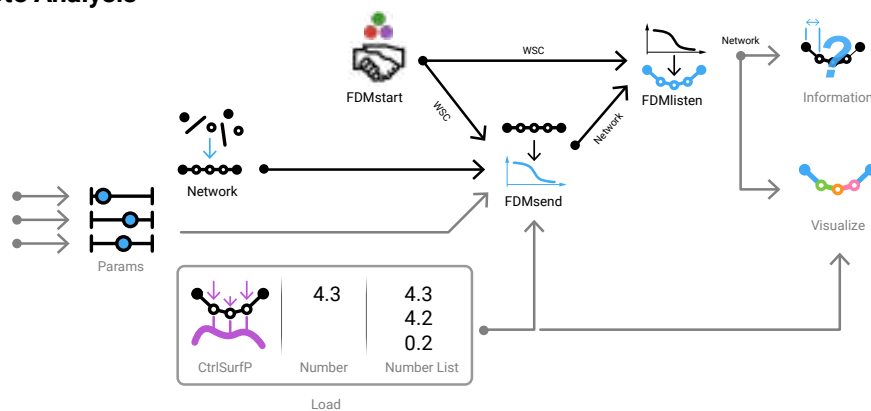 WSC
Network
FDMstart
FDMlisten
Information
WSC
Network
Network
FDMsend
Visualize
Params
4.3
4.3
4.2
0.2
CtrlSurfP
Number
Number List
Load